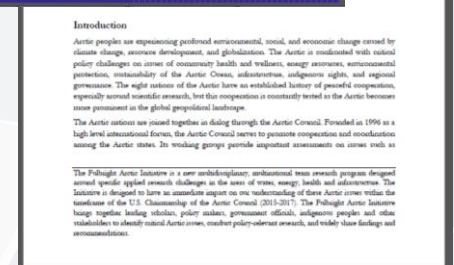 Introduction
Arctic peoples are experiencing profound environmental, social, and economic change caused by
climate change, resource development, and globalization. The Arctic is confronted with critical
policy challenges on issues of community health and wellness, energy resources, environmental
protection, sustainability of the Arctic Ocean, infrastructure, indigenous rights, and regional
governance. The eight nations of the Arctic have an established history of peaceful cooperation,
especially around scientific research, but this cooperation is constantly tested as the Arctic becomes
more prominent in the global geopolitical landscape.
The Arctic nations are joined together in dialog through the Arctic Council. Founded in 1996 as a
high level international forum, the Arctic Council serves to promote cooperation and coordination
among the Arctic states. Its working groups provide important assessments on issues such as
The Fulbright Arctic Initiative is a new multidisciplinary, multinational team research program designed
around specific applied research challenges in the areas of water, energy, health and infrastructure. The
Initiative is designed to have an immediate impact on our understanding of these Arctic issues within the
timeframe of the U.S. Chairmanship of the Arctic Council (2015-2017). The Fulbright Arctic Initiative
brings together leading scholars, policy makers, government officials, indigenous peoples and other
stakeholders to identify critical Arctic issues, conduct policy-relevant research, and widely share findings and
recommendations.